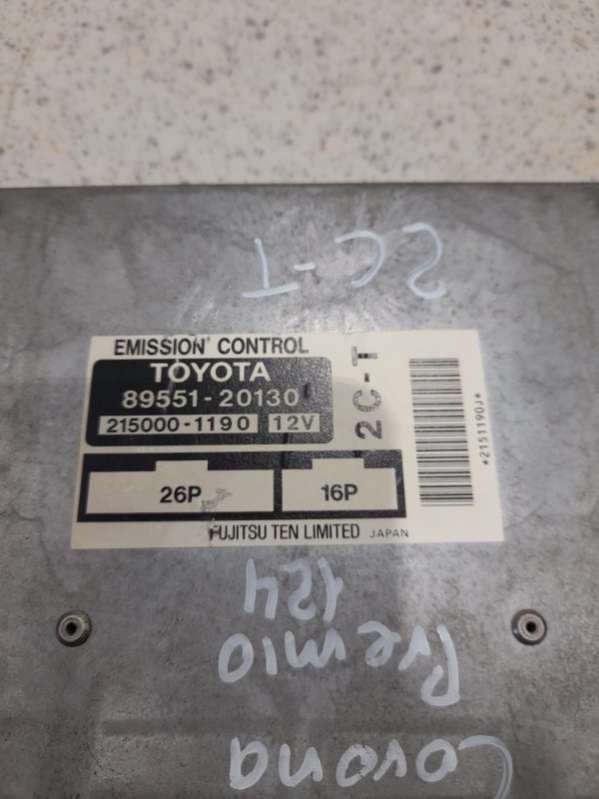 2C-T
EMISSION CONTROL
TOYOTA
89551-20130
215000-1190 12V
2C-T
*2151190J*
26P 16P
FUJITSU TEN LIMITED JAPAN
Corona
Premio
124